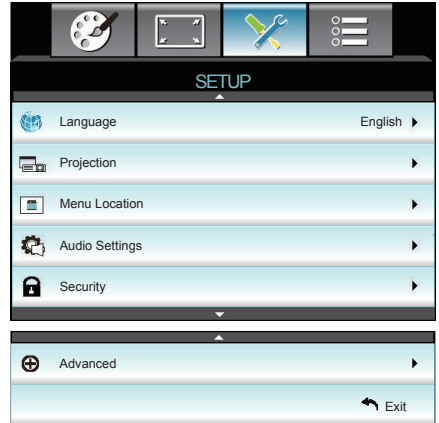 SETUP
Language English
Projection
Menu Location
Audio Settings
Security
Advanced
Exit